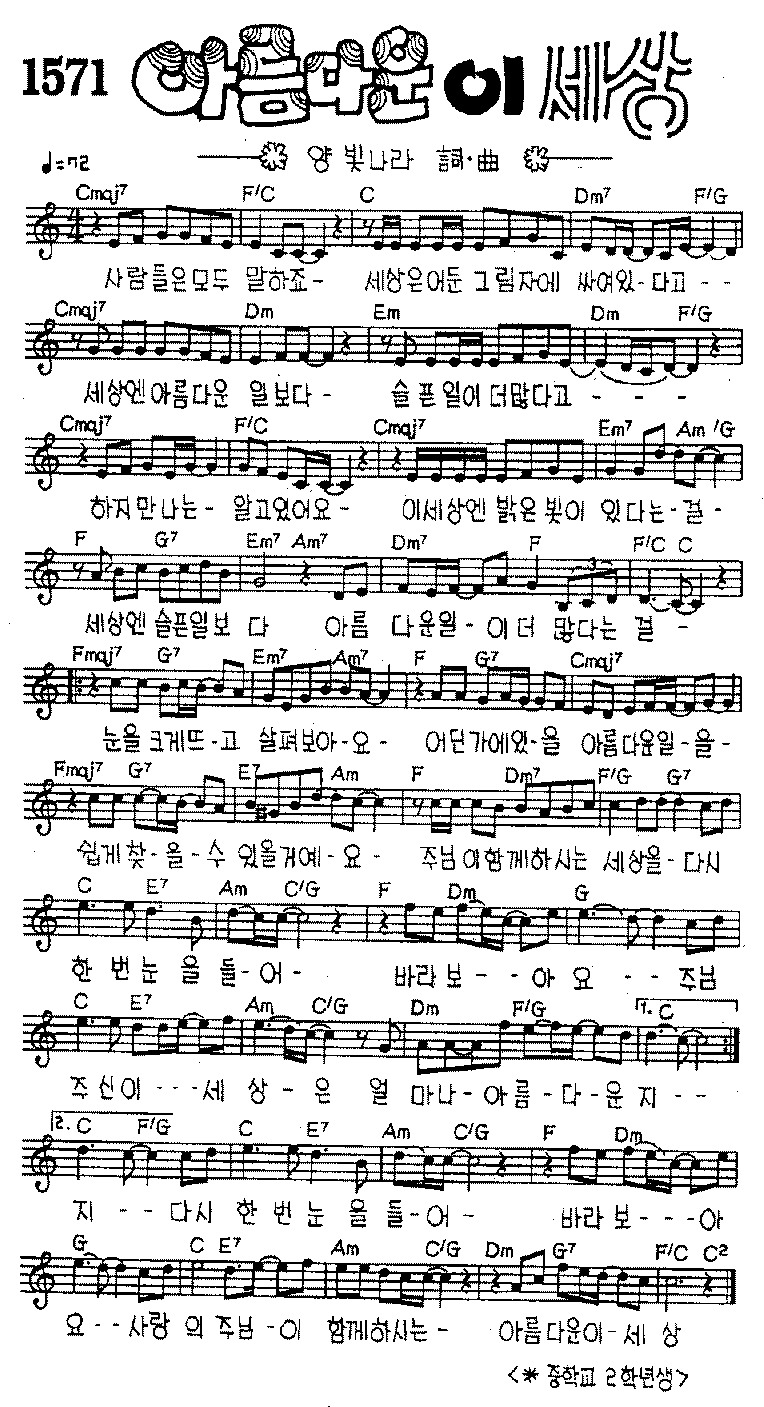 1571 아름다운 이 세상
♩=72
양 빛나라 詞·曲
Cmaj7 F/C C Dm7 F/G
사람들은모두 말하죠- 세상은어둔 그림자에 싸여있-다고--
Cmaj7 Dm Em Dm F/G
세상엔아름다운 일보다- 슬픈일이더많다고 - - -
Cmaj7 F/C Cmaj7 Em7 Am /G
하지만나는- 알고있어요- 이세상엔 밝은빛이 있다는-걸-
F G7 Em7 Am7 Dm7 F F/C C
세상엔슬픈일보 다 아름 다운일-이더 많다는 걸 -
3
Fmaj7 G7 Em7 Am7 F G7 Cmaj7
눈을크게뜨-고 살펴보아-요- 어딘가에있-을 아름다운일-을-
Fmaj7 G7 E7 Am F Dm7 F/G G7
쉽게찾-을-수 있을거예-요- 주님이함께하시는 세상을-다시
C E7 Am C/G F Dm G
한 번눈 을 들-어- 바라보--아 요 --주님
C E7 Am C/G Dm F/G 1. C
주신이---세 상-은 얼 마나-아름-다-운지--
2. C F/G C E7 Am C/G F Dm
지 --다시 한 번눈 을 들-어- 바라보---아
G C E7 Am C/G Dm G7 F/C C2
요--사랑 의주님-이 함께하시는- 아름다운이-세 상
<* 중학교 2학년생>